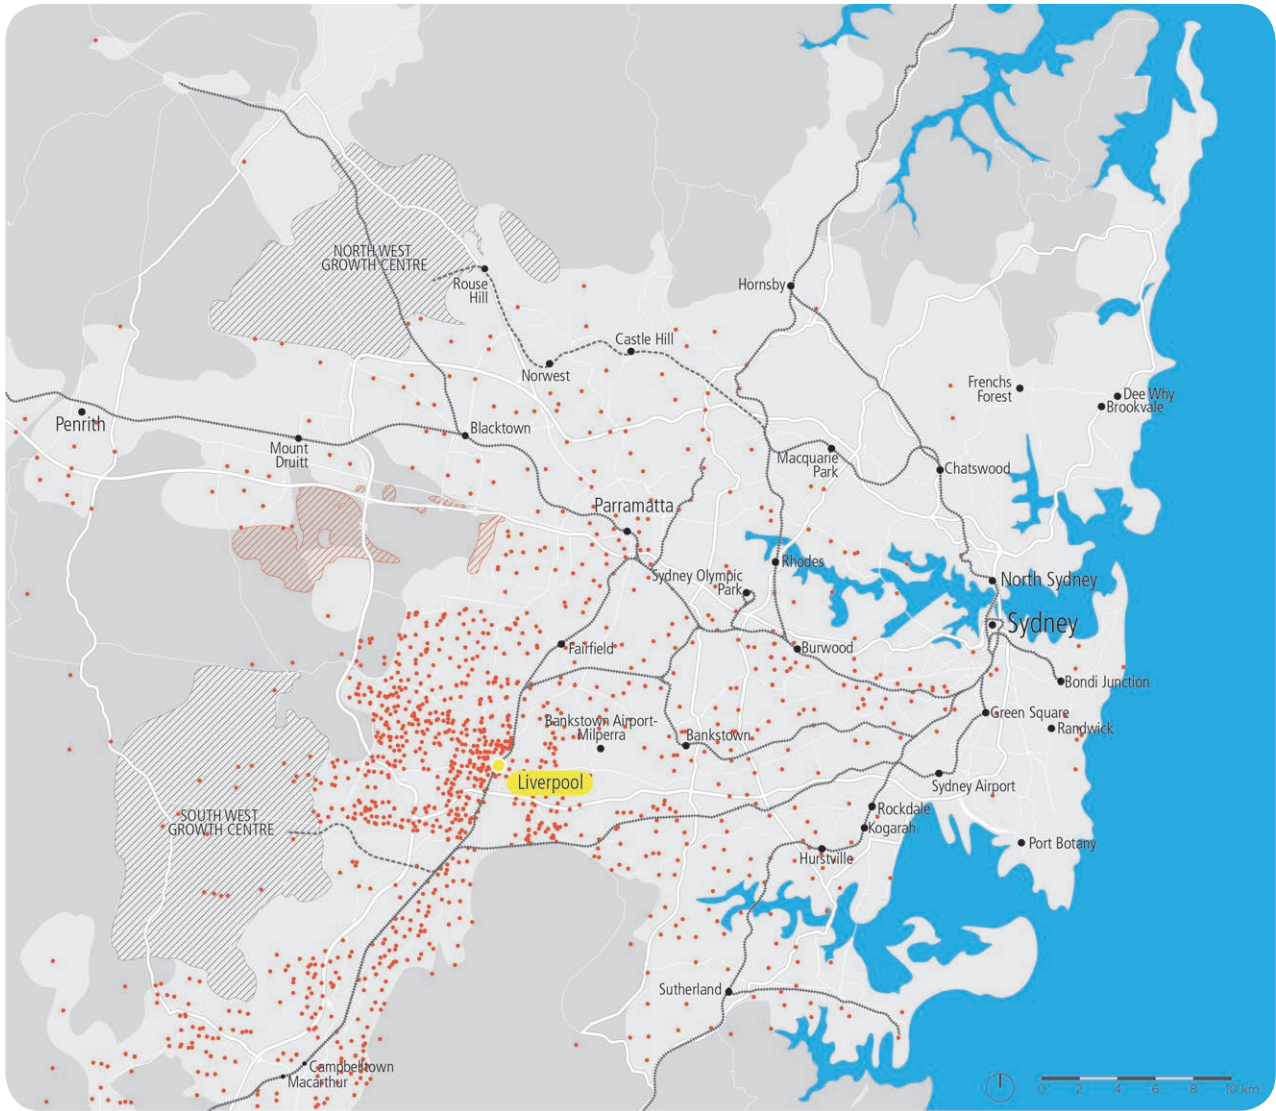 NORTH WEST
GROWTH CENTRE
Rouse
Hill
Hornsby
Castle Hill
Norwest
Frenchs
Forest
Dee Why
Brookvale
Penrith
Blacktown
Mount
Druitt
Macquarie
Park
Chatswood
Parramatta
Rhodes
Sydney Olympic
Park
North Sydney
Sydney
Fairfield
Burwood
Bondi Junction
Bankstown Airport-
Milperra
Bankstown
Green Square
Randwick
Liverpool
Sydney Airport
SOUTH WEST
GROWTH CENTRE
Rockdale
Kogarah
Hurstville
Port Botany
Sutherland
Campbelltown
Macarthur
0 2 4 6 8 10 km